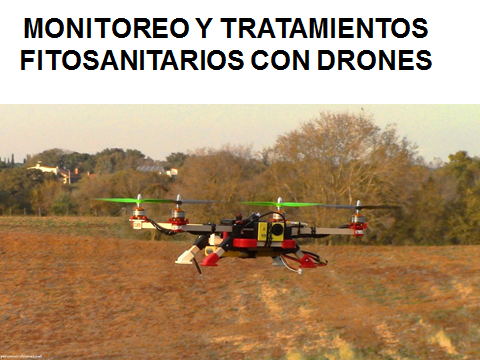 MONITOREO Y TRATAMIENTOS
FITOSANITARIOS CON DRONES